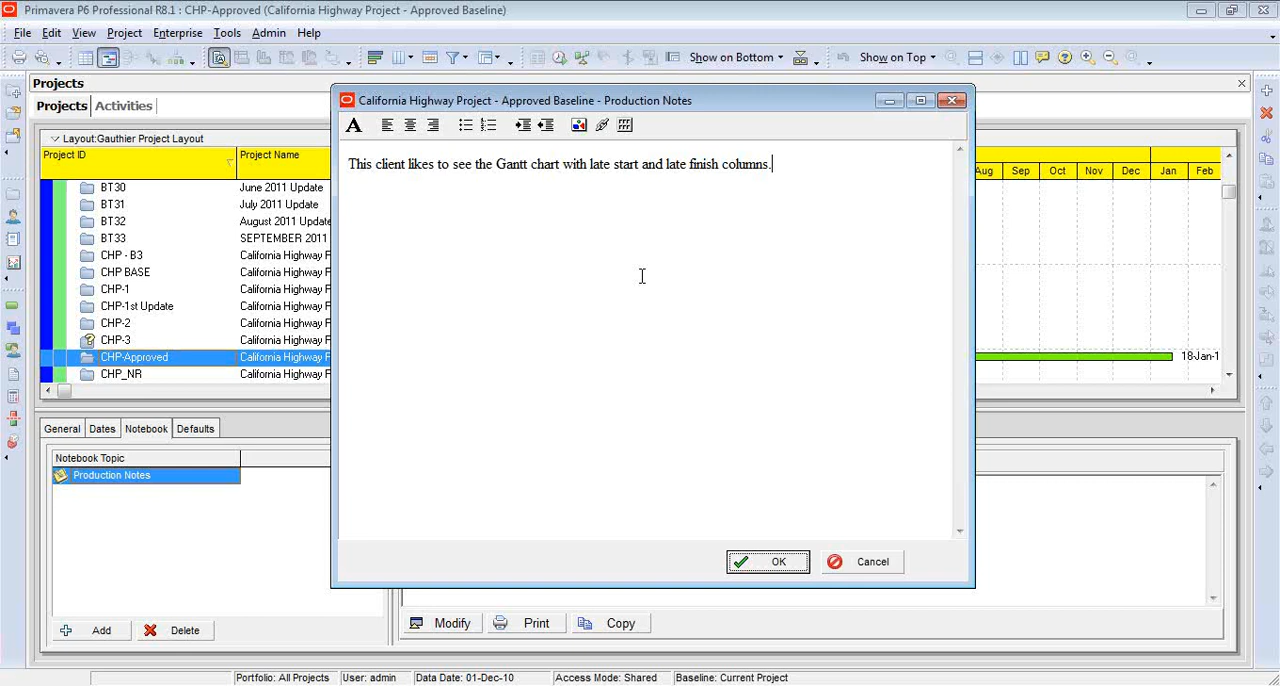 Primavera P6 Professional R8.1 : CHP-Approved (California Highway Project - Approved Baseline)
File Edit View Project Enterprise Tools Admin Help
Show on Bottom Show on Top
Projects
Projects Activities
California Highway Project - Approved Baseline - Production Notes
Layout:Gauthier Project Layout
Project ID Project Name
Aug Sep Oct Nov Dec Jan Feb
This client likes to see the Gantt chart with late start and late finish columns.
BT30 June 2011 Update
BT31 July 2011 Update
BT32 August 2011 Update
BT33 SEPTEMBER 2011
CHP - B3 California Highway F
CHP BASE California Highway F
CHP-1 California Highway F
CHP-1st Update California Highway F
CHP-2 California Highway F
CHP-3 California Highway F
CHP-Approved California Highway F 18-Jan-1
CHP_NR California Highway F
General Dates Notebook Defaults
Notebook Topic
Production Notes
OK Cancel
Add Delete Modify Print Copy
Portfolio: All Projects User: admin Data Date: 01-Dec-10 Access Mode: Shared Baseline: Current Project